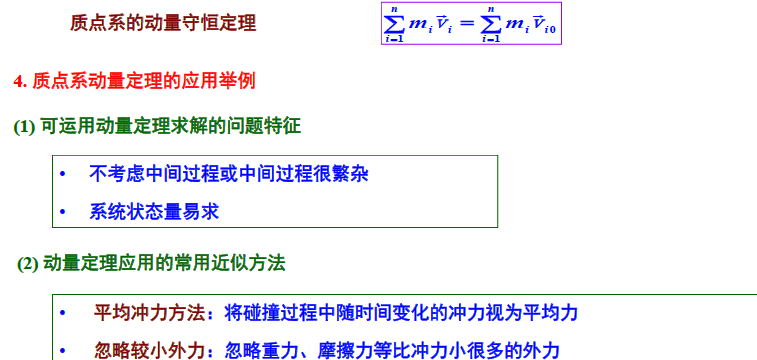 质点系的动量守恒定理 $\sum_{i=1}^{n} m_i \vec{v}_i = \sum_{i=1}^{n} m_i \vec{v}_{i0}$
4. 质点系动量定理的应用举例
(1) 可运用动量定理求解的问题特征
• 不考虑中间过程或中间过程很繁杂
• 系统状态量易求
(2) 动量定理应用的常用近似方法
• 平均冲力方法：将碰撞过程中随时间变化的冲力视为平均力
• 忽略较小外力：忽略重力、摩擦力等比冲力小很多的外力